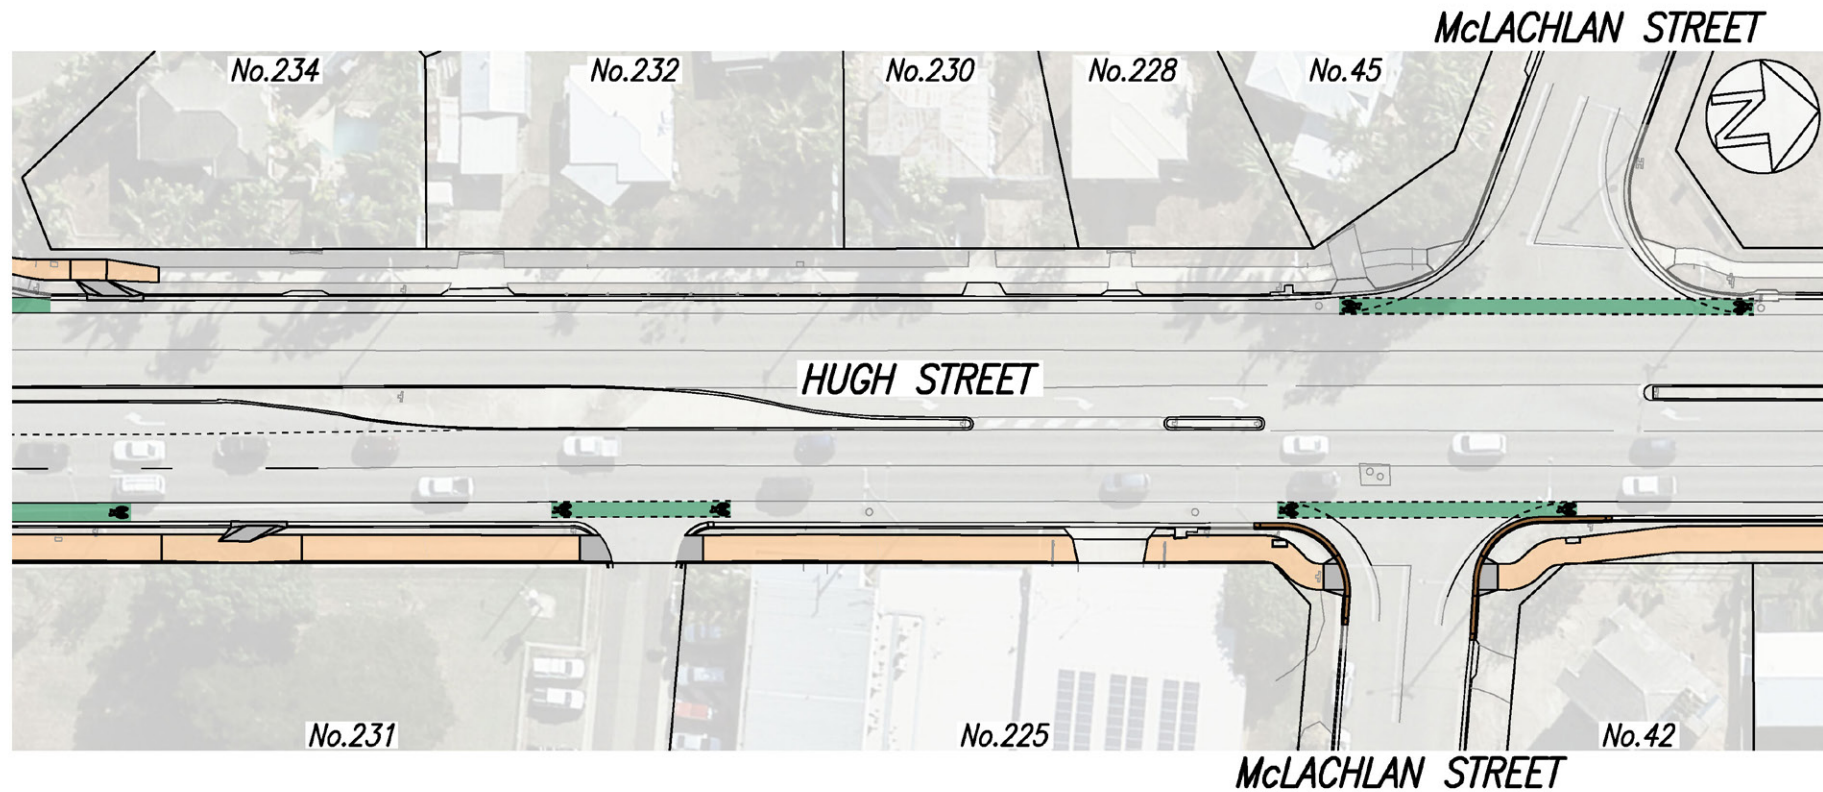 McLACHLAN STREET
No.234
No.232
No.230
No.228
No.45
N
HUGH STREET
No.231
No.225
No.42
McLACHLAN STREET